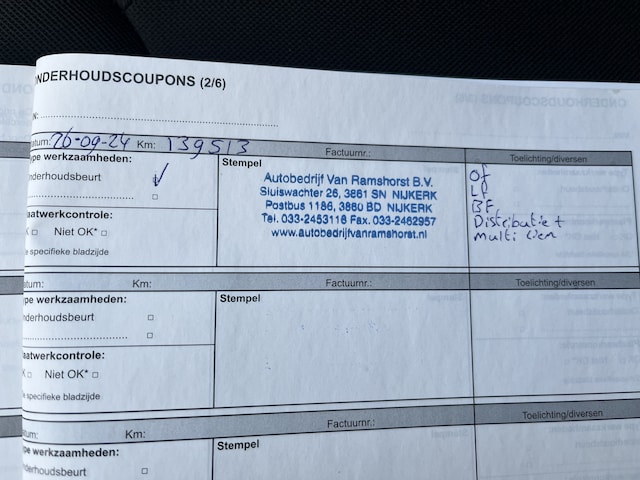 NDERHOUDSCOUPONS (2/6)
N:
atum: 26-09-24 Km: 139513 Factuurnr.: Toelichting/diversen
ype werkzaamheden:
nderhoudsbeurt
aatwerkcontrole:
Niet OK*
e specifieke bladzijde
Stempel
Autobedrijf Van Ramshorst B.V.
Sluiswachter 26, 3861 SN NIJKERK
Postbus 1186, 3860 BD NIJKERK
Tel. 033-2453116 Fax. 033-2462957
www.autobedrijfvanramshorst.nl
Of
Lf
BF
Distributie +
multi riem
atum: Km: Factuurnr.: Toelichting/diversen
ype werkzaamheden:
nderhoudsbeurt
aatwerkcontrole:
Niet OK*
e specifieke bladzijde
Stempel
tum: Km: Factuurnr.: Toelichting/diversen
pe werkzaamheden:
nderhoudsbeurt
Stempel